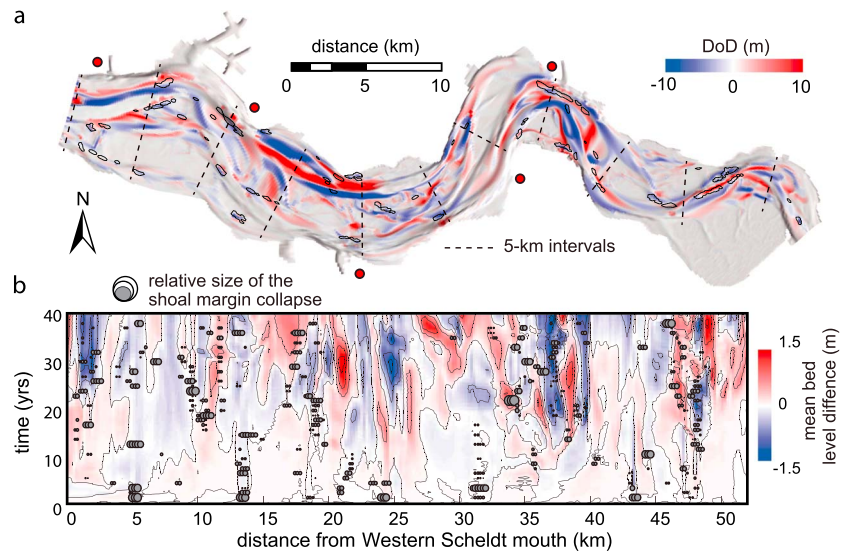 a
distance (km)
0 5 10
DoD (m)
-10 0 10
N
5-km intervals
relative size of the
shoal margin collapse
b
40
30
20
10
0
time (yrs)
0 5 10 15 20 25 30 35 40 45 50
distance from Western Scheldt mouth (km)
1.5
0
-1.5
mean bed
level diffence (m)